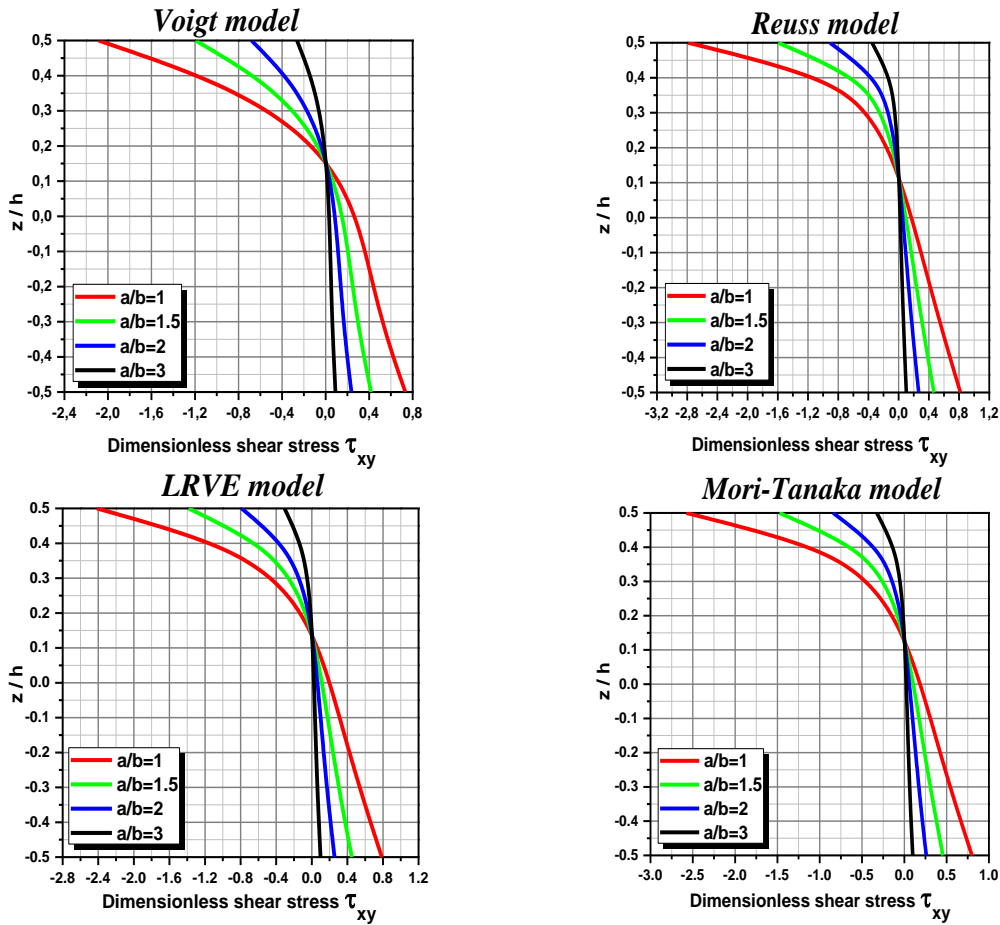 Voigt model
0,5
0,4
0,3
0,2
0,1
0,0
-0,1
-0,2
-0,3
-0,4
-0,5
z / h
a/b=1
a/b=1.5
a/b=2
a/b=3
-2,4 -2,0 -1,6 -1,2 -0,8 -0,4 0,0 0,4 0,8
Dimensionless shear stress τxy
Reuss model
0,5
0,4
0,3
0,2
0,1
0,0
-0,1
-0,2
-0,3
-0,4
-0,5
z / h
a/b=1
a/b=1.5
a/b=2
a/b=3
-3,2 -2,8 -2,4 -2,0 -1,6 -1,2 -0,8 -0,4 0,0 0,4 0,8 1,2
Dimensionless shear stress τxy
LRVE model
0.5
0.4
0.3
0.2
0.1
0.0
-0.1
-0.2
-0.3
-0.4
-0.5
z / h
a/b=1
a/b=1.5
a/b=2
a/b=3
-2.8 -2.4 -2.0 -1.6 -1.2 -0.8 -0.4 0.0 0.4 0.8 1.2
Dimensionless shear stress τxy
Mori-Tanaka model
0.5
0.4
0.3
0.2
0.1
0.0
-0.1
-0.2
-0.3
-0.4
-0.5
z / h
a/b=1
a/b=1.5
a/b=2
a/b=3
-3.0 -2.5 -2.0 -1.5 -1.0 -0.5 0.0 0.5 1.0
Dimensionless shear stress τxy